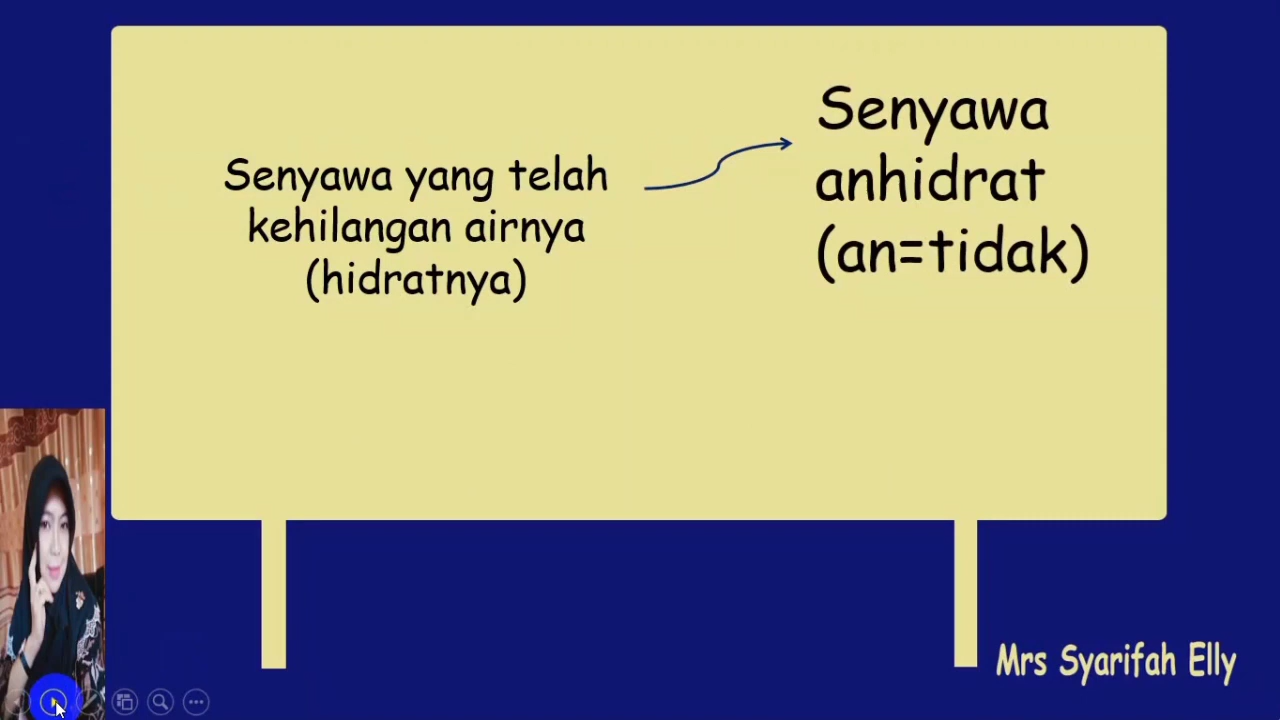 Senyawa yang telah
kehilangan airnya
(hidratnya)
Senyawa
anhidrat
(an=tidak)
Mrs Syarifah Elly